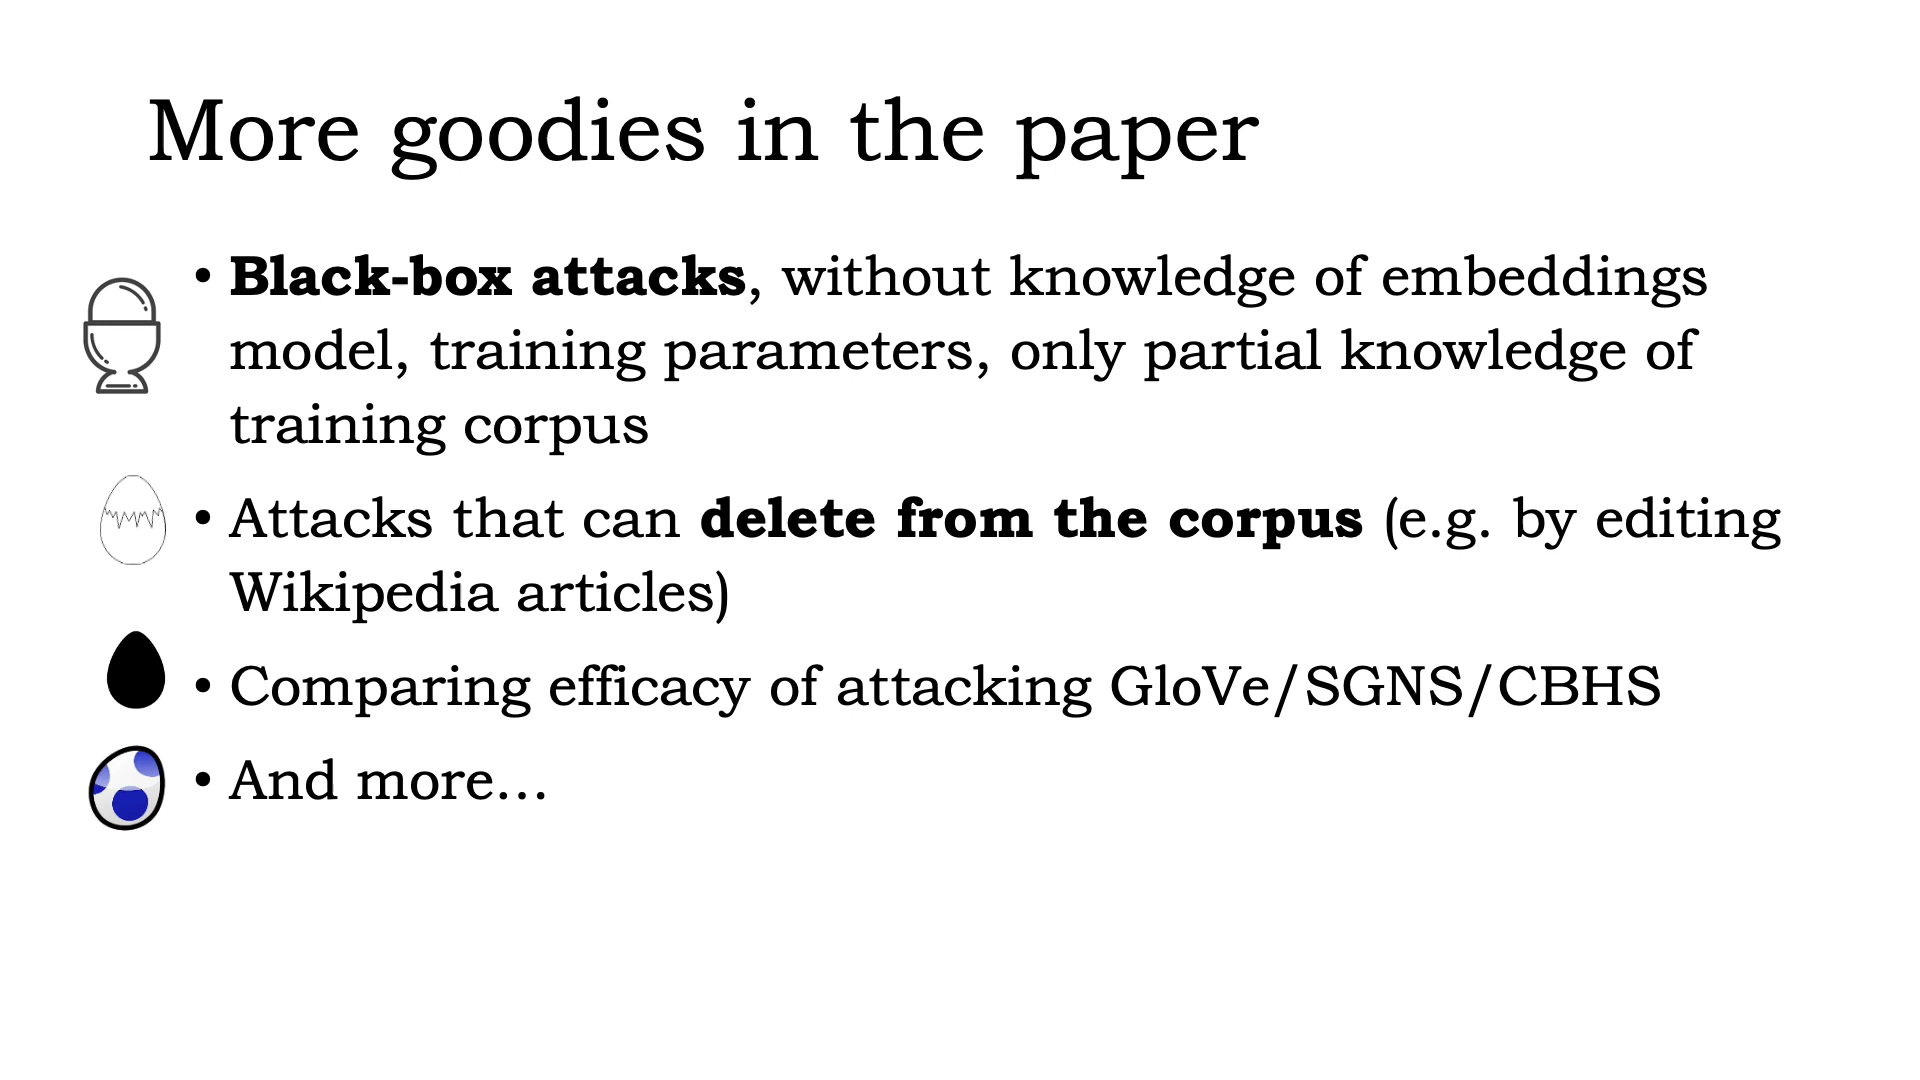 More goodies in the paper
• Black-box attacks, without knowledge of embeddings
model, training parameters, only partial knowledge of
training corpus
• Attacks that can delete from the corpus (e.g. by editing
Wikipedia articles)
• Comparing efficacy of attacking GloVe/SGNS/CBHS
• And more…